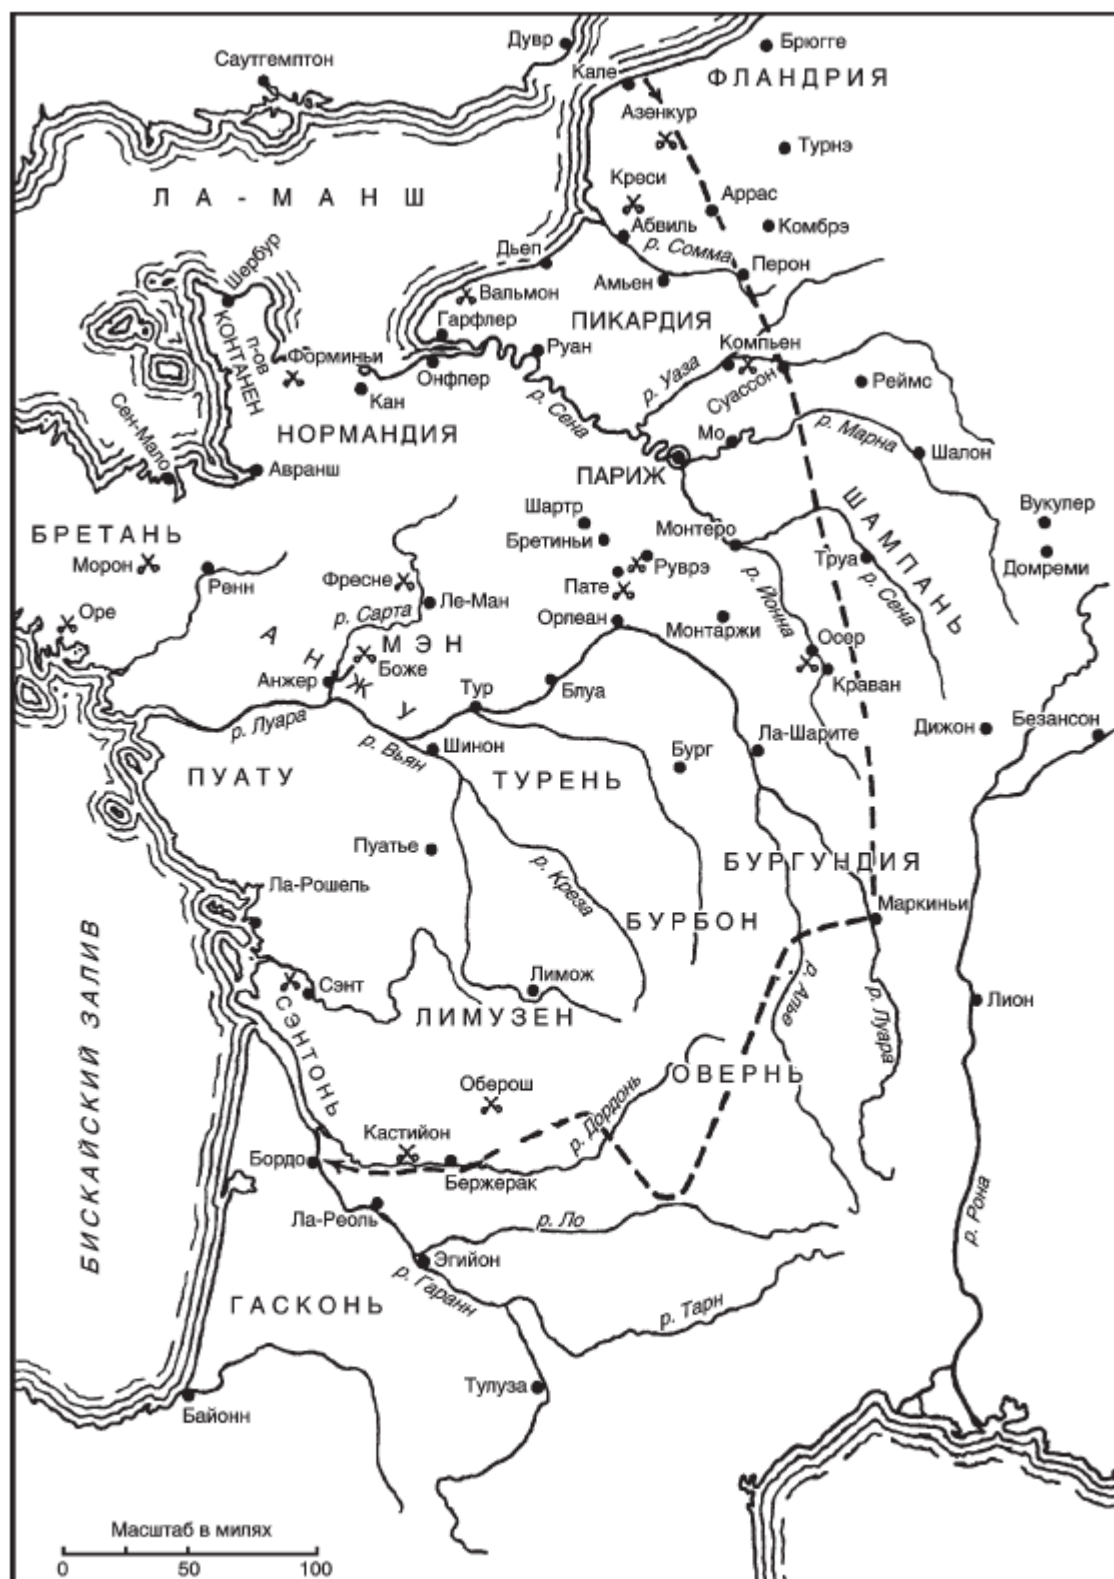 Дувр
Брюгге
Саутгемптон
Кале
ФЛАНДРИЯ
Азенкур
Турнэ
ЛА-МАНШ
Креси
Аррас
Абвиль
Комбрэ
р. Сомма
Дьеп
Перон
Амьен
Шербур
Вальмон
ПИКАРДИЯ
Гарфлер
КОНТАНЕН
п-ов
Форминьи
Руан
Компьен
Онфлер
р. Уаза
Суассон
Реймс
Кан
р. Сена
Сен-Мало
НОРМАНДИЯ
Мо
р. Марна
Шалон
Авранш
ПАРИЖ
ШАМПАНЬ
Вукулер
Шартр
БРЕТАНЬ
Бретиньи
Монтеро
Морон
Труа
Домреми
Ренн
Фресне
Руврэ
Пате
р. Йонна
р. Сена
Ле-Ман
р. Сарта
Оре
Орлеан
Монтаржи
АНЖУ
МЭН
Осер
Боже
Краван
Анжер
Тур
Блуа
р. Луара
Дижон
Безансон
р. Вьян
Шинон
Ла-Шарите
ПУАТУ
ТУРЕНЬ
Бург
Пуатье
БУРГУНДИЯ
р. Креза
Ла-Рошель
Маркиньи
БУРБОН
БИСКАЙСКИЙ ЗАЛИВ
Сэнт
Лимож
р. Алье
Лион
СЭНТОНЬ
ЛИМУЗЕН
р. Луара
ОВЕРНЬ
Оберош
р. Дордонь
Кастийон
Бордо
Бержерак
Ла-Реоль
р. Ло
р. Рона
Эгийон
р. Гаранн
ГАСКОНЬ
р. Тарн
Тулуза
Байонн
Масштаб в милях
0 50 100